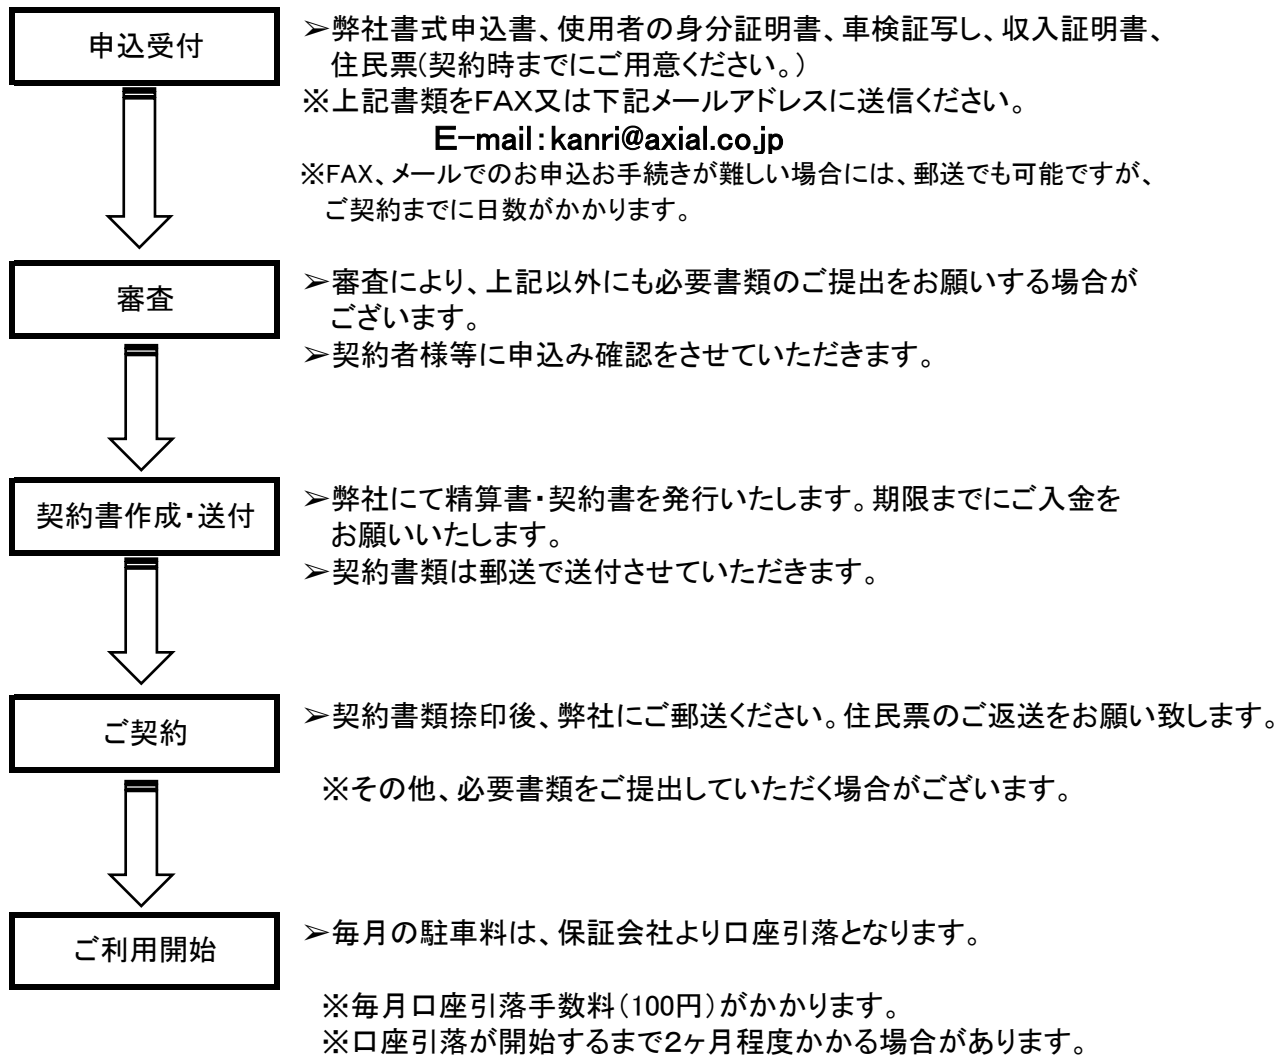 申込受付
➢弊社書式申込書、使用者の身分証明書、車検証写し、収入証明書、
住民票(契約時までにご用意ください。)
※上記書類をFAX又は下記メールアドレスに送信ください。
E-mail：kanri@axial.co.jp
※FAX、メールでのお申込お手続きが難しい場合には、郵送でも可能ですが、
ご契約までに日数がかかります。
審査
➢審査により、上記以外にも必要書類のご提出をお願いする場合が
ございます。
➢契約者様等に申込み確認をさせていただきます。
契約書作成・送付
➢弊社にて精算書・契約書を発行いたします。期限までにご入金を
お願いいたします。
➢契約書類は郵送で送付させていただきます。
ご契約
➢契約書類捺印後、弊社にご郵送ください。住民票のご返送をお願い致します。
※その他、必要書類をご提出していただく場合がございます。
ご利用開始
➢毎月の駐車料は、保証会社より口座引落となります。
※毎月口座引落手数料（100円）がかかります。
※口座引落が開始するまで２ヶ月程度かかる場合があります。